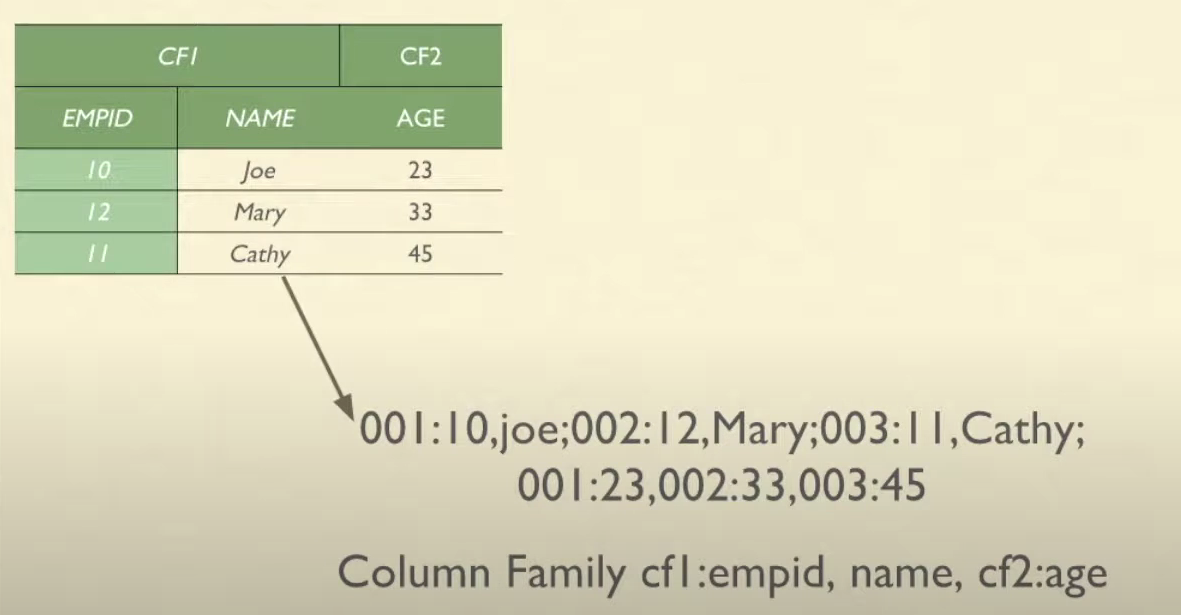 CF1 CF2
EMPID NAME AGE
10 Joe 23
12 Mary 33
11 Cathy 45
001:10,joe;002:12,Mary;003:11,Cathy;
001:23,002:33,003:45
Column Family cf1:empid, name, cf2:age